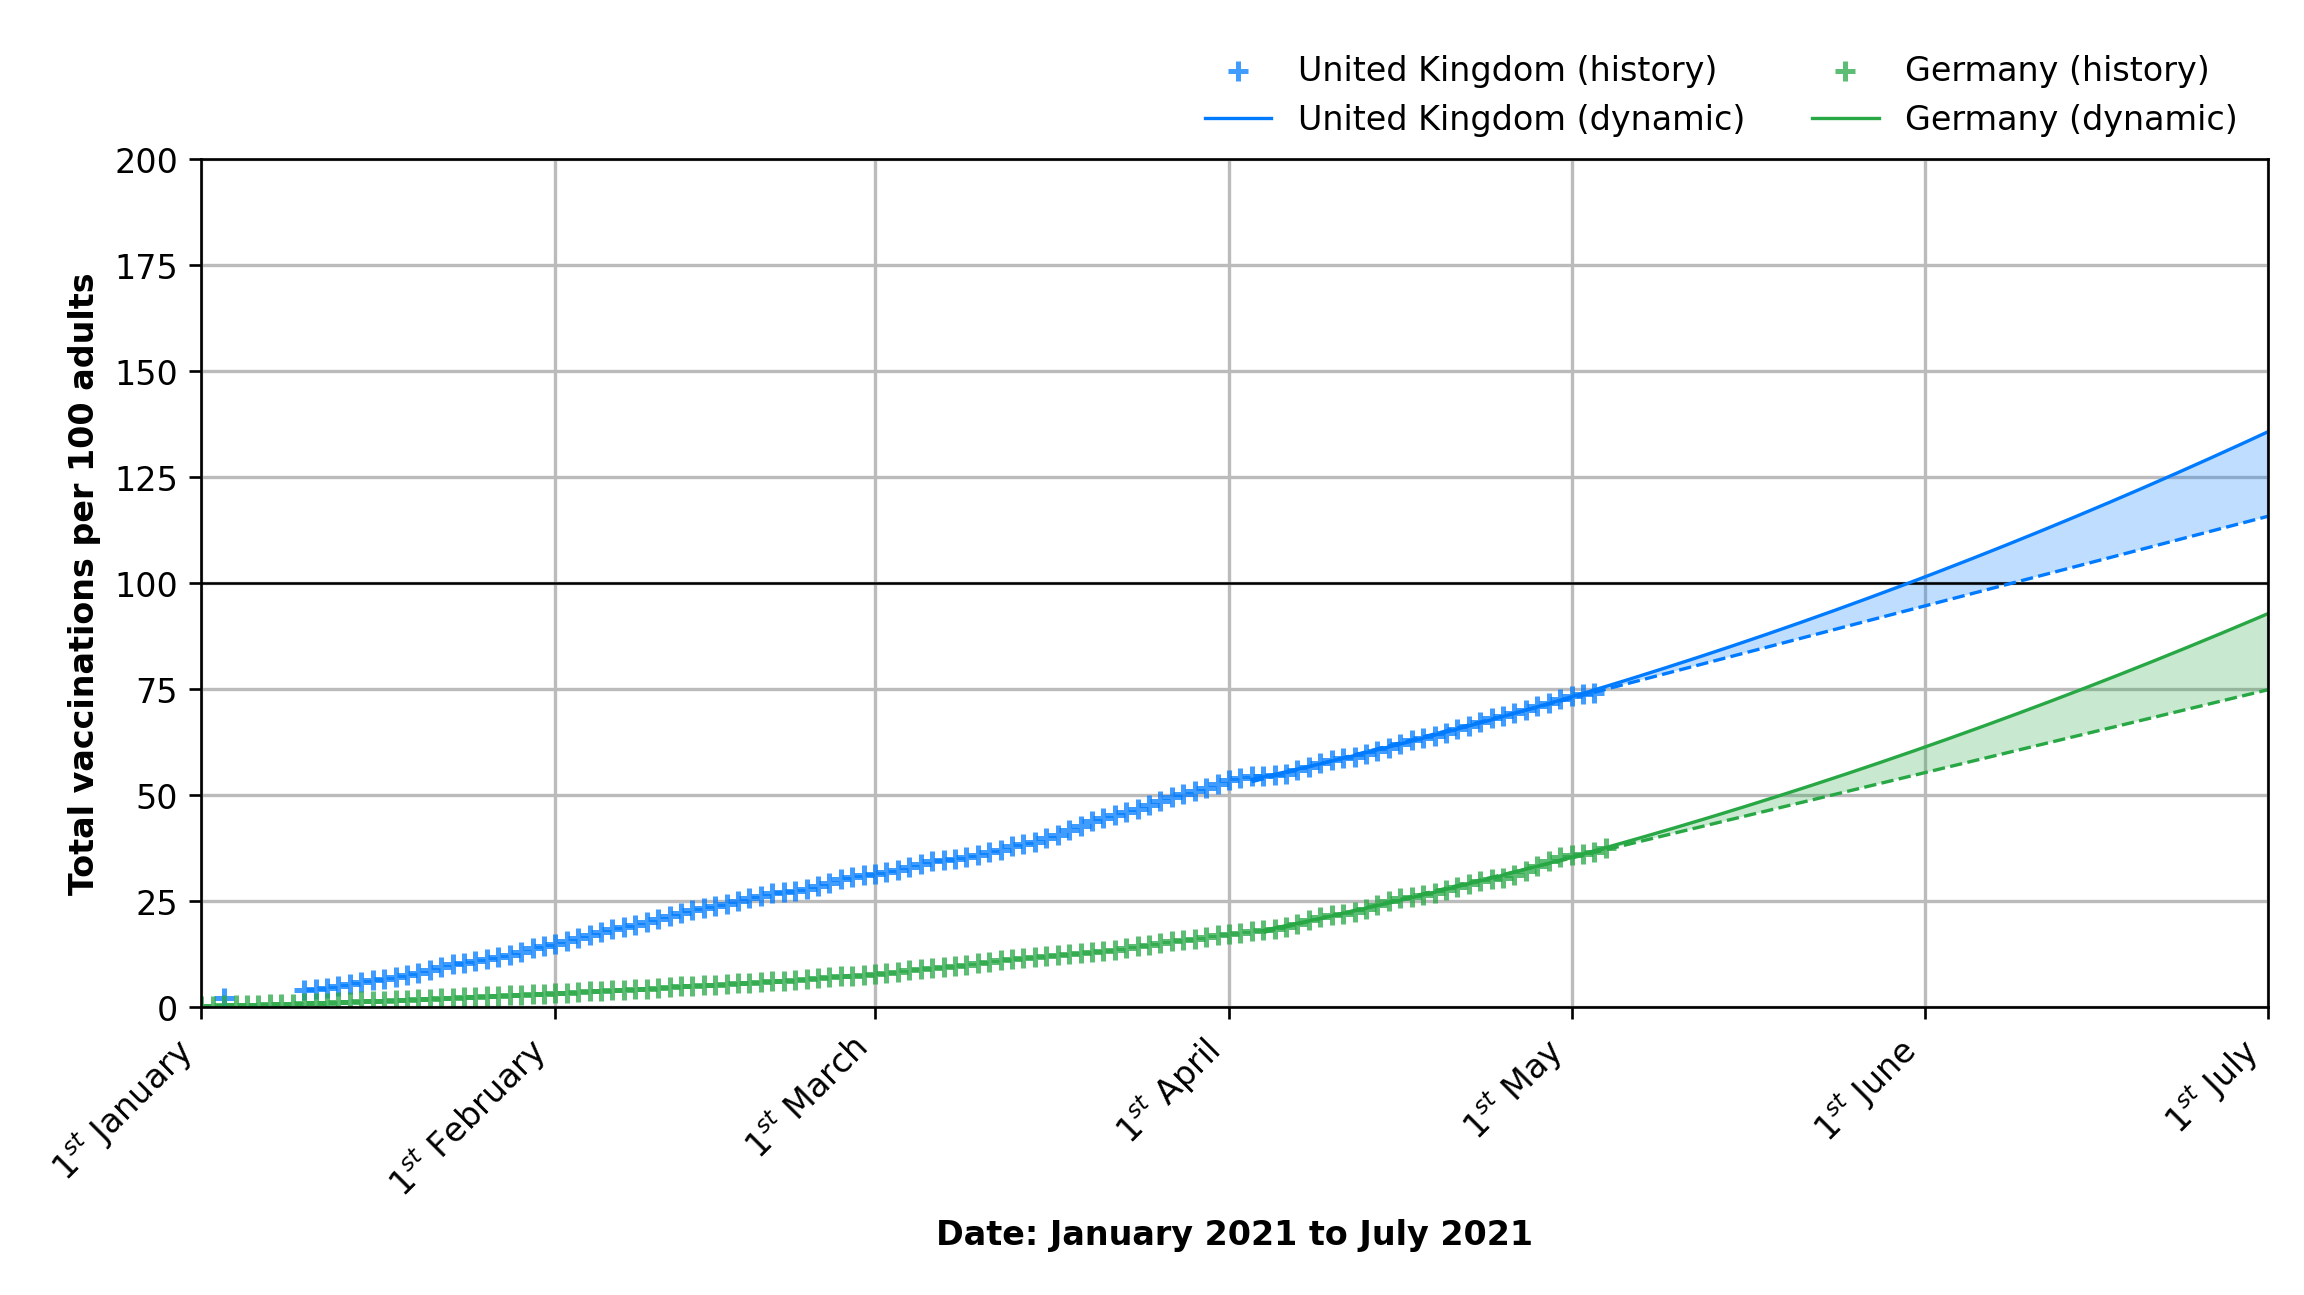 United Kingdom (history)
United Kingdom (dynamic)
Germany (history)
Germany (dynamic)
Total vaccinations per 100 adults
200
175
150
125
100
75
50
25
0
1st January
1st February
1st March
1st April
1st May
1st June
1st July
Date: January 2021 to July 2021